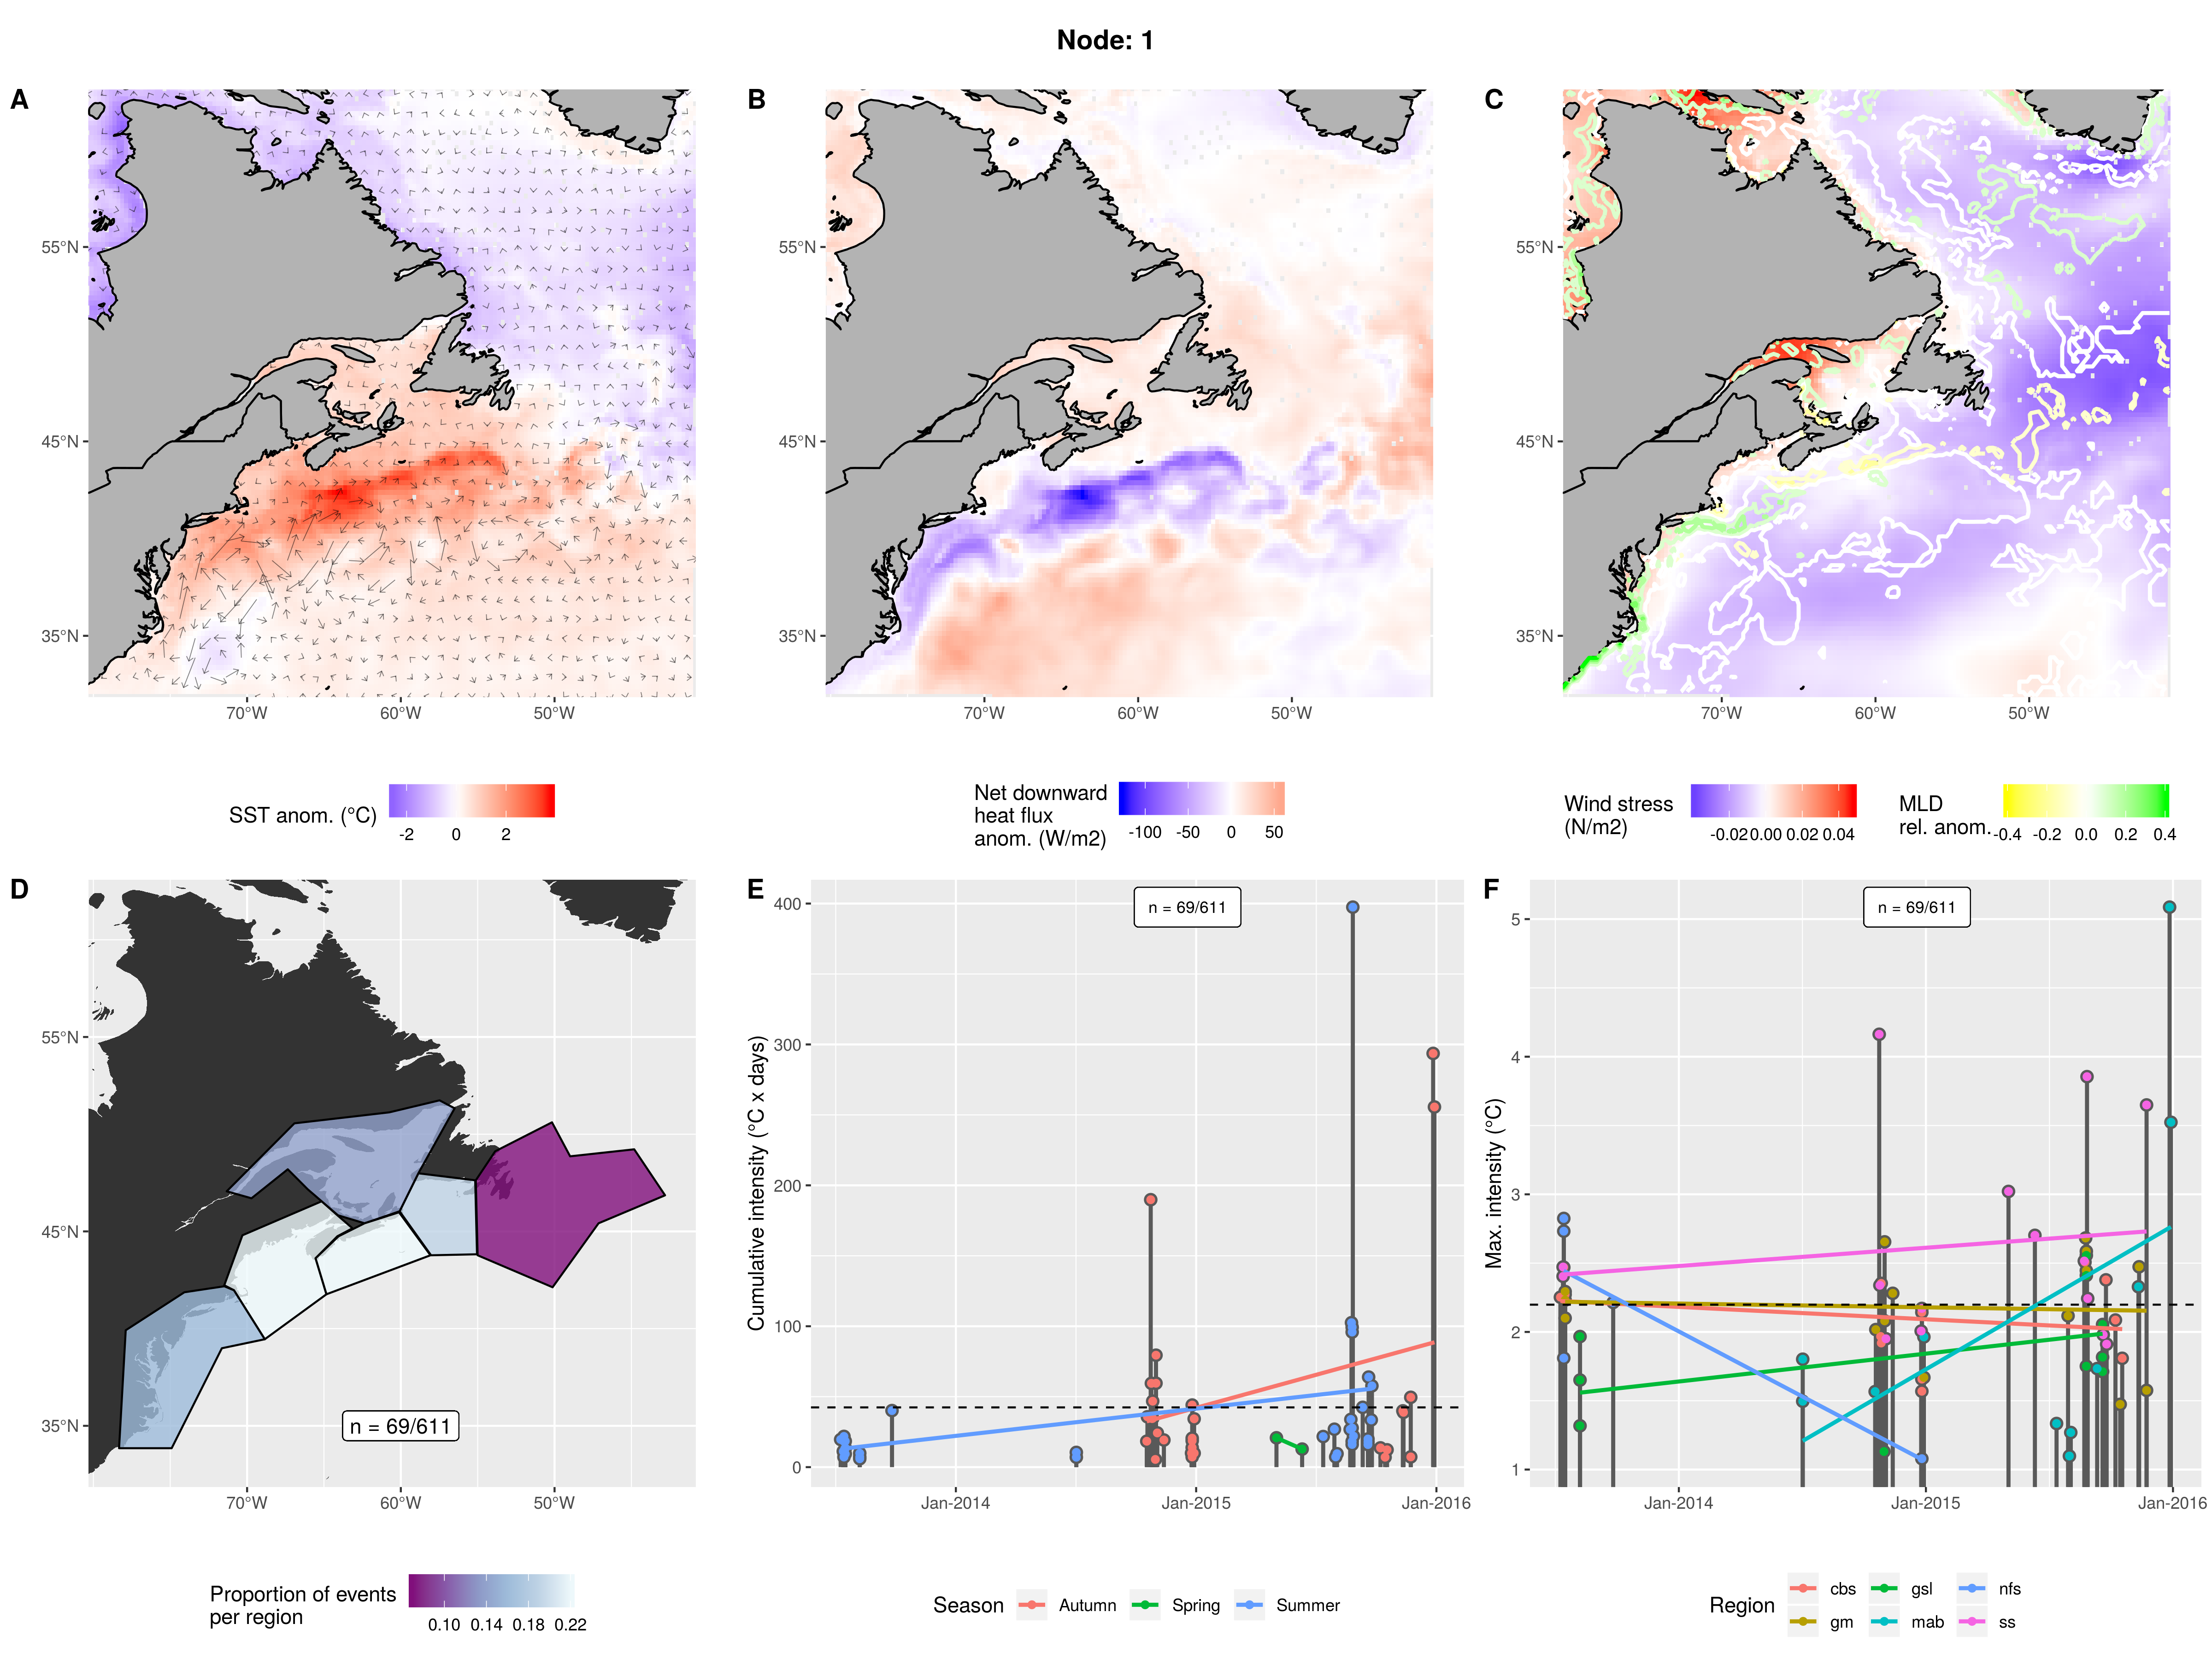 Node: 1
A
B
C
55°N
45°N
35°N
70°W
60°W
50°W
55°N
45°N
35°N
70°W
60°W
50°W
55°N
45°N
35°N
70°W
60°W
50°W
SST anom. (°C)
-2
0
2
Net downward
heat flux
anom. (W/m2)
-100
-50
0
50
Wind stress
(N/m2)
-0.02
0.00
0.02
0.04
MLD
rel. anom.
-0.4
-0.2
0.0
0.2
0.4
D
E
F
55°N
45°N
35°N
n = 69/611
70°W
60°W
50°W
Proportion of events
per region
0.10
0.14
0.18
0.22
Cumulative intensity (°C x days)
400
300
200
100
0
n = 69/611
Jan-2014
Jan-2015
Jan-2016
Season
Autumn
Spring
Summer
Max. intensity (°C)
5
4
3
2
1
n = 69/611
Jan-2014
Jan-2015
Jan-2016
Region
cbs
gsl
nfs
gm
mab
ss